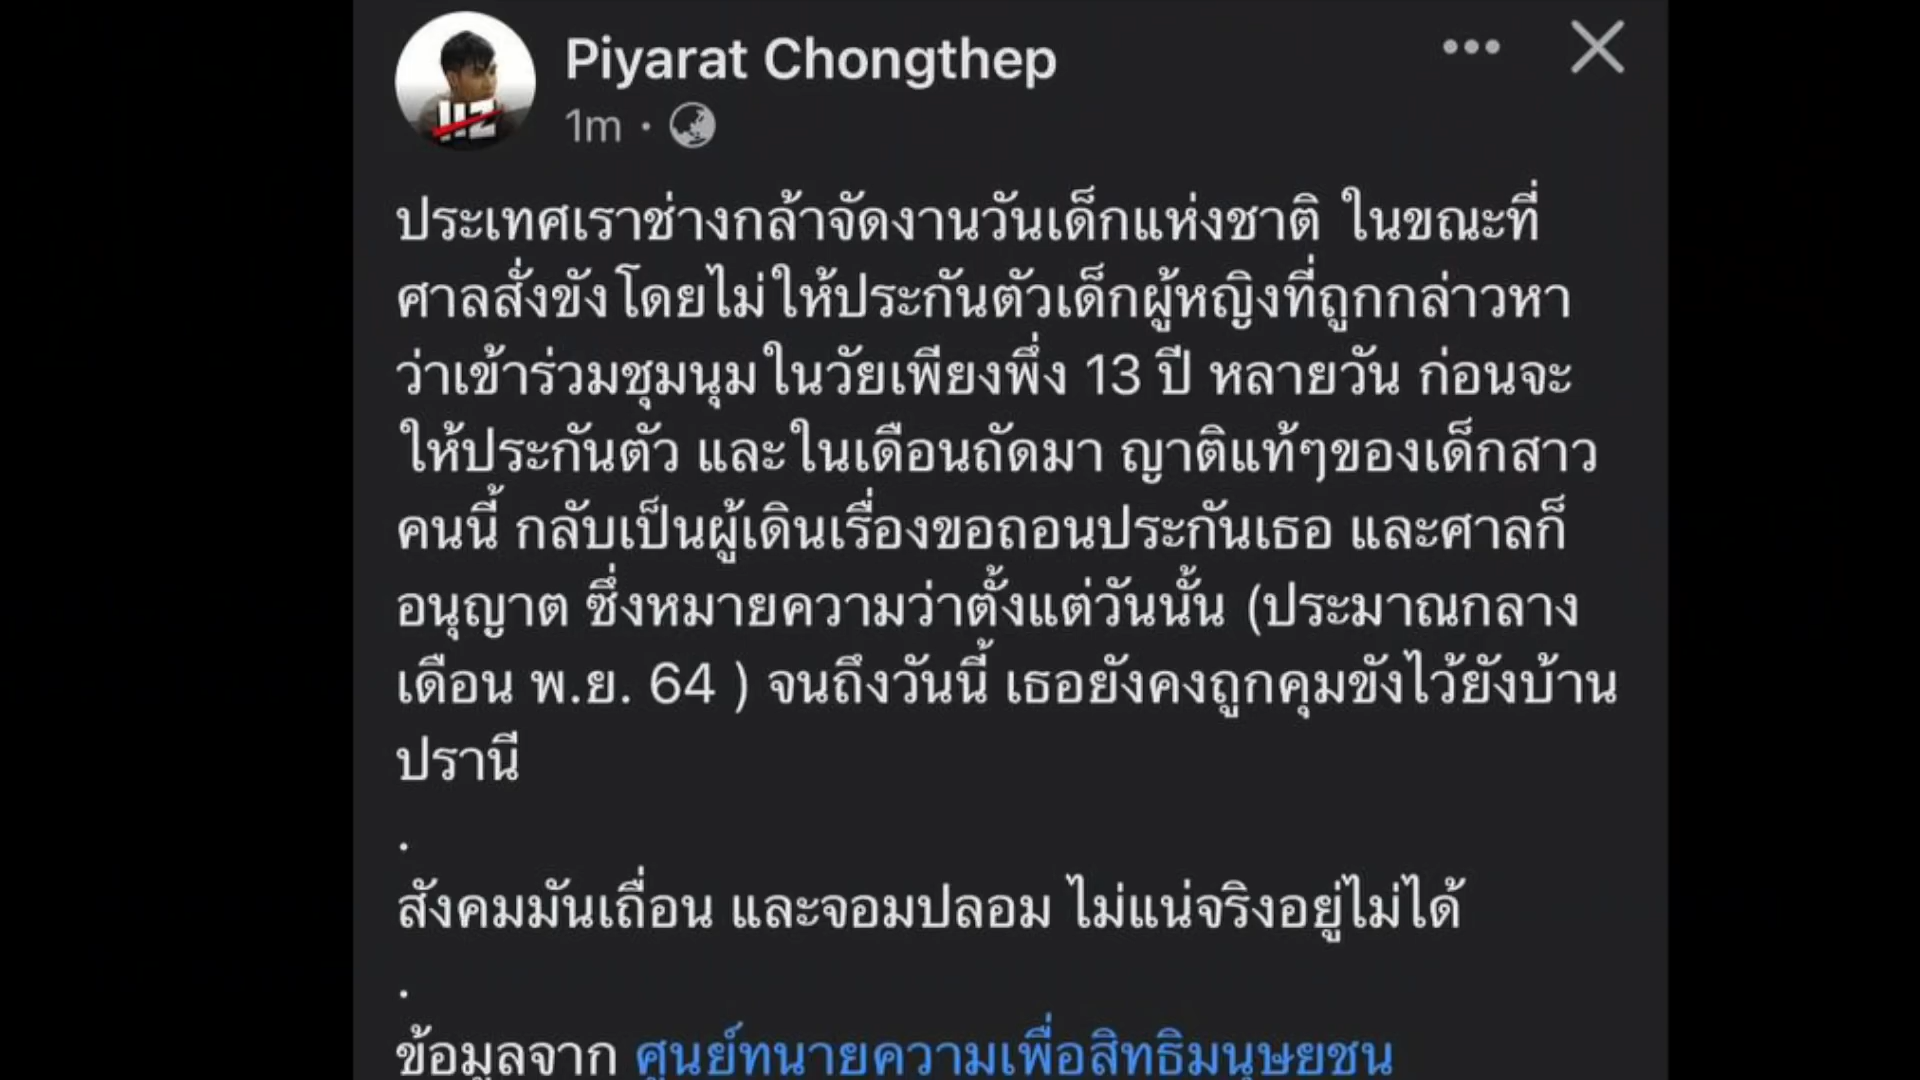 Piyarat Chongthep
1m ·
ประเทศเราช่างกล้าจัดงานวันเด็กแห่งชาติ ในขณะที่
ศาลสั่งขังโดยไม่ให้ประกันตัวเด็กผู้หญิงที่ถูกกล่าวหา
ว่าเข้าร่วมชุมนุมในวัยเพียงพึ่ง 13 ปี หลายวัน ก่อนจะ
ให้ประกันตัว และในเดือนถัดมา ญาติแท้ๆของเด็กสาว
คนนี้ กลับเป็นผู้เดินเรื่องขอถอนประกันเธอ และศาลก็
อนุญาต ซึ่งหมายความว่าตั้งแต่วันนั้น (ประมาณกลาง
เดือน พ.ย. 64 ) จนถึงวันนี้ เธอยังคงถูกคุมขังไว้ยังบ้าน
ปรานี
.
สังคมมันเถื่อน และจอมปลอม ไม่แน่จริงอยู่ไม่ได้
.
ข้อมูลจาก ศูนย์ทนายความเพื่อสิทธิมนุษยชน